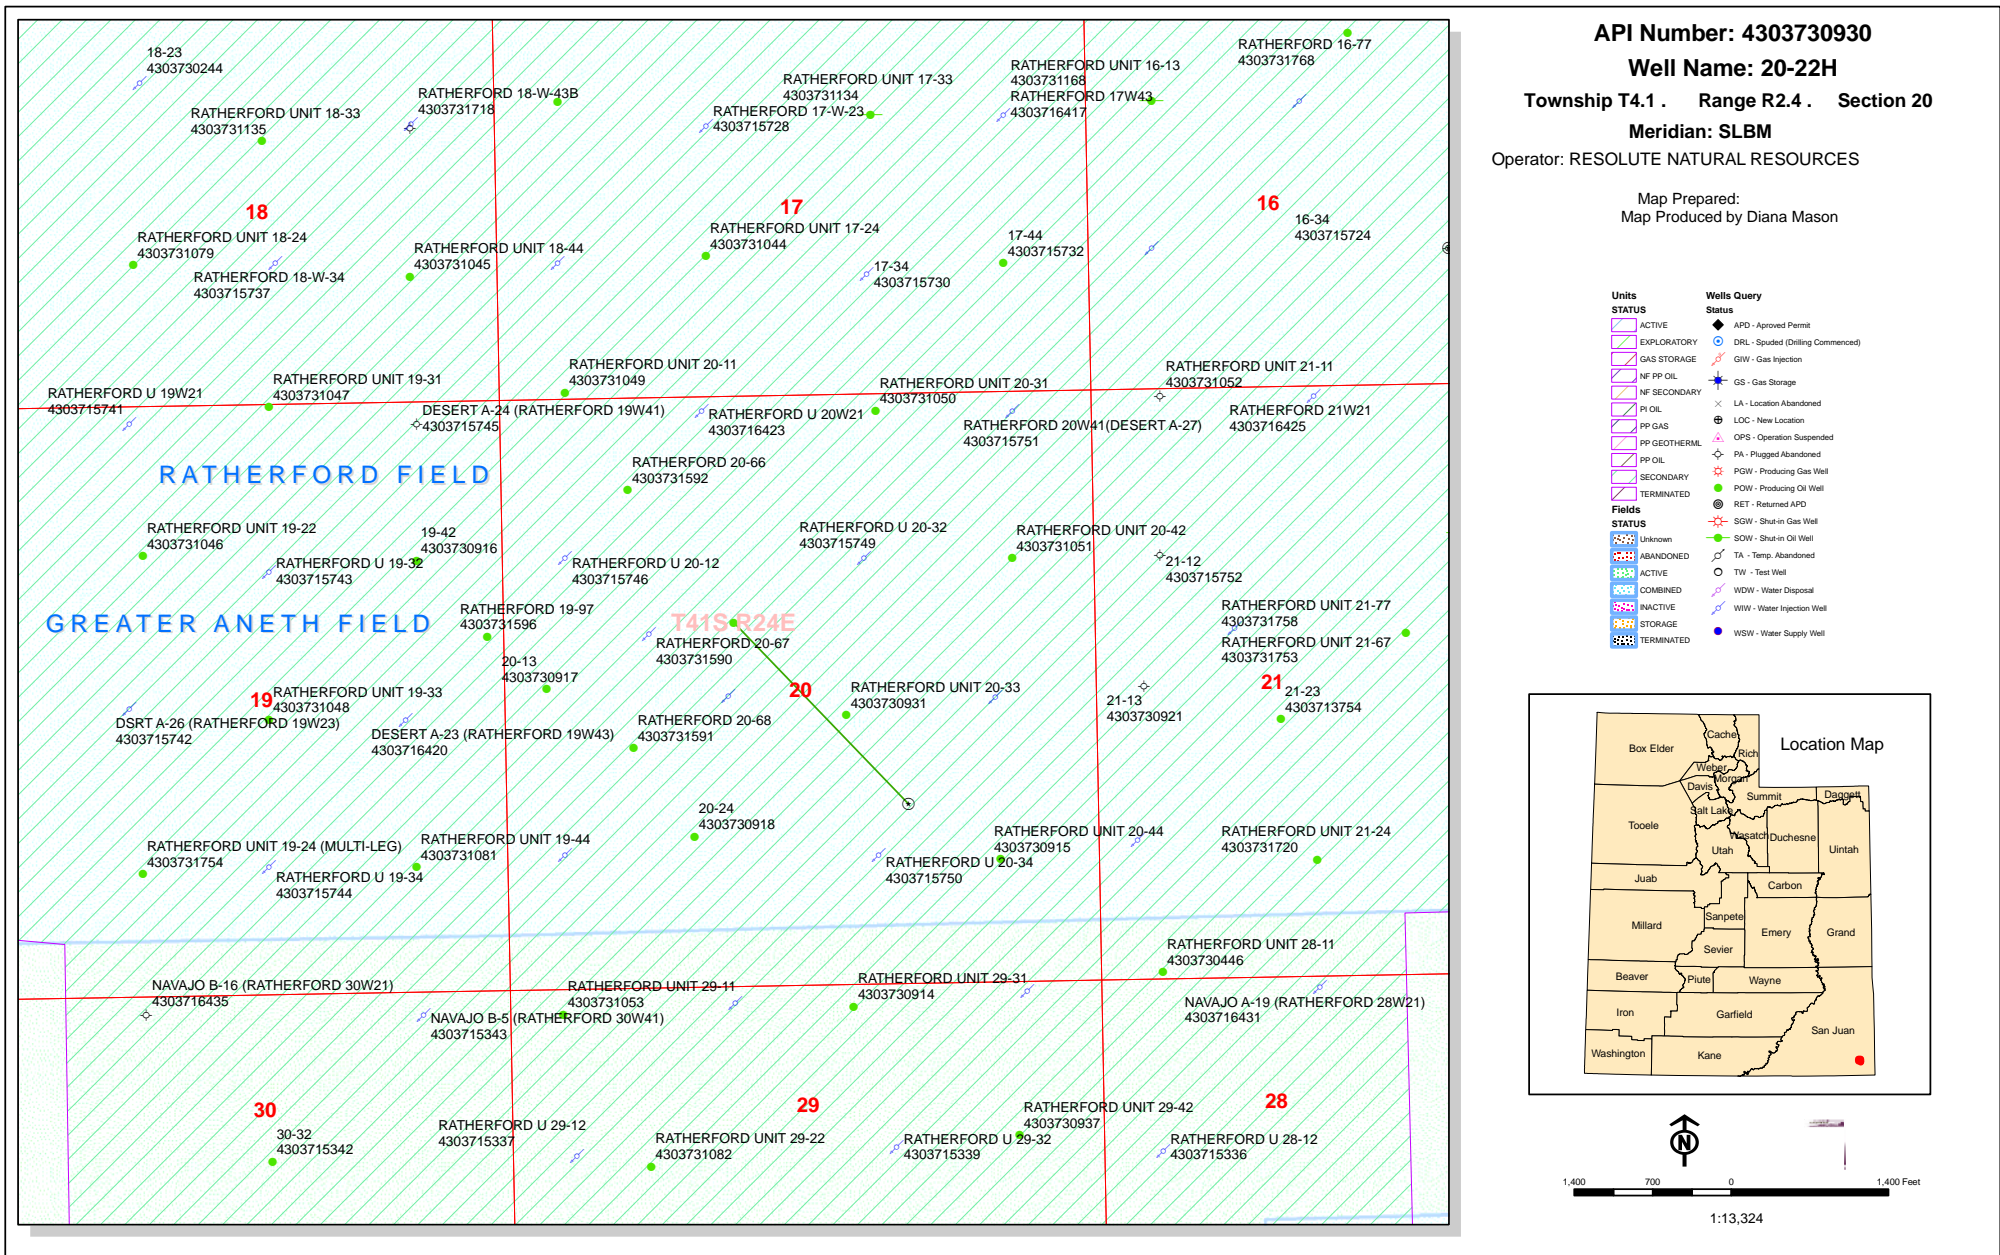 API Number: 4303730930
Well Name: 20-22H
Township T4.1 . Range R2.4 . Section 20
Meridian: SLBM
Operator: RESOLUTE NATURAL RESOURCES
Map Prepared:
Map Produced by Diana Mason
18-23
4303730244
RATHERFORD UNIT 18-33
4303731135
RATHERFORD 18-W-43B
4303731718
RATHERFORD UNIT 17-33
4303731134
RATHERFORD 17-W-23
4303715728
RATHERFORD UNIT 16-13
4303731168
RATHERFORD 17W43
4303716417
RATHERFORD 16-77
4303731768
18
17
16
RATHERFORD UNIT 18-24
4303731079
RATHERFORD 18-W-34
4303715737
RATHERFORD UNIT 18-44
4303731045
RATHERFORD UNIT 17-24
4303731044
17-34
4303715730
17-44
4303715732
16-34
4303715724
RATHERFORD U 19W21
4303715741
RATHERFORD UNIT 19-31
4303731047
DESERT A-24 (RATHERFORD 19W41)
4303715745
RATHERFORD UNIT 20-11
4303731049
RATHERFORD U 20W21
4303716423
RATHERFORD UNIT 20-31
4303731050
RATHERFORD 20W41(DESERT A-27)
4303715751
RATHERFORD UNIT 21-11
4303731052
RATHERFORD 21W21
4303716425
RATHERFORD FIELD
RATHERFORD 20-66
4303731592
RATHERFORD UNIT 19-22
4303731046
RATHERFORD U 19-32
4303715743
19-42
4303730916
RATHERFORD U 20-12
4303715746
RATHERFORD U 20-32
4303715749
RATHERFORD UNIT 20-42
4303731051
21-12
4303715752
GREATER ANETH FIELD
RATHERFORD 19-97
4303731596
T41S R24E
RATHERFORD 20-67
4303731590
RATHERFORD UNIT 21-77
4303731758
RATHERFORD UNIT 21-67
4303731753
20-13
4303730917
19
20
21
RATHERFORD UNIT 19-33
4303731048
DSRT A-26 (RATHERFORD 19W23)
4303715742
DESERT A-23 (RATHERFORD 19W43)
4303716420
RATHERFORD 20-68
4303731591
RATHERFORD UNIT 20-33
4303730931
21-13
4303730921
21-23
4303713754
20-24
4303730918
RATHERFORD UNIT 19-24 (MULTI-LEG)
4303731754
RATHERFORD U 19-34
4303715744
RATHERFORD UNIT 19-44
4303731081
RATHERFORD U 20-34
4303715750
RATHERFORD UNIT 20-44
4303730915
RATHERFORD UNIT 21-24
4303731720
NAVAJO B-16 (RATHERFORD 30W21)
4303716435
NAVAJO B-5 (RATHERFORD 30W41)
4303715343
RATHERFORD UNIT 29-11
4303731053
RATHERFORD UNIT 29-31
4303730914
RATHERFORD UNIT 28-11
4303730446
NAVAJO A-19 (RATHERFORD 28W21)
4303716431
30
29
28
30-32
4303715342
RATHERFORD U 29-12
4303715337
RATHERFORD UNIT 29-22
4303731082
RATHERFORD U 29-32
4303715339
RATHERFORD UNIT 29-42
4303730937
RATHERFORD U 28-12
4303715336
Units
STATUS
ACTIVE
EXPLORATORY
GAS STORAGE
NF PP OIL
NF SECONDARY
PI OIL
PP GAS
PP GEOTHERML
PP OIL
SECONDARY
TERMINATED
Fields
STATUS
Unknown
ABANDONED
ACTIVE
COMBINED
INACTIVE
STORAGE
TERMINATED
Wells Query
Status
APD - Aproved Permit
DRL - Spuded (Drilling Commenced)
GIW - Gas Injection
GS - Gas Storage
LA - Location Abandoned
LOC - New Location
OPS - Operation Suspended
PA - Plugged Abandoned
PGW - Producing Gas Well
POW - Producing Oil Well
RET - Returned APD
SGW - Shut-in Gas Well
SOW - Shut-in Oil Well
TA - Temp. Abandoned
TW - Test Well
WDW - Water Disposal
WIW - Water Injection Well
WSW - Water Supply Well
Location Map
Box Elder
Cache
Rich
Weber
Morgan
Davis
Summit
Daggett
Salt Lake
Tooele
Wasatch
Duchesne
Utah
Uintah
Juab
Carbon
Sanpete
Millard
Emery
Grand
Sevier
Beaver
Piute
Wayne
Iron
Garfield
San Juan
Washington
Kane
N
1,400 700 0 1,400 Feet
1:13,324